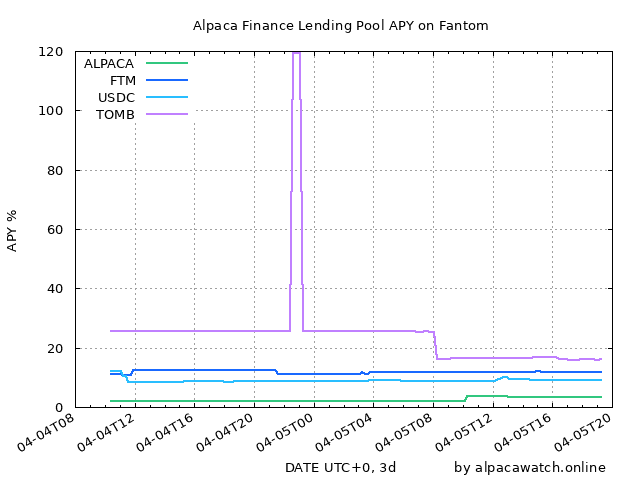 Alpaca Finance Lending Pool APY on Fantom
120
100
80
60
40
20
0
APY %
ALPACA
FTM
USDC
TOMB
04-04T08
04-04T12
04-04T16
04-04T20
04-05T00
04-05T04
04-05T08
04-05T12
04-05T16
04-05T20
DATE UTC+0, 3d
by alpacawatch.online